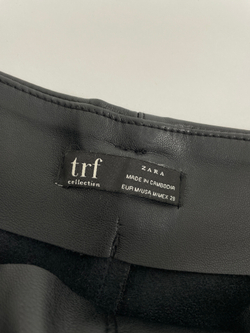 trf
collection
ZARA
MADE IN CAMBODIA
EUR M/USA M/MEX 28